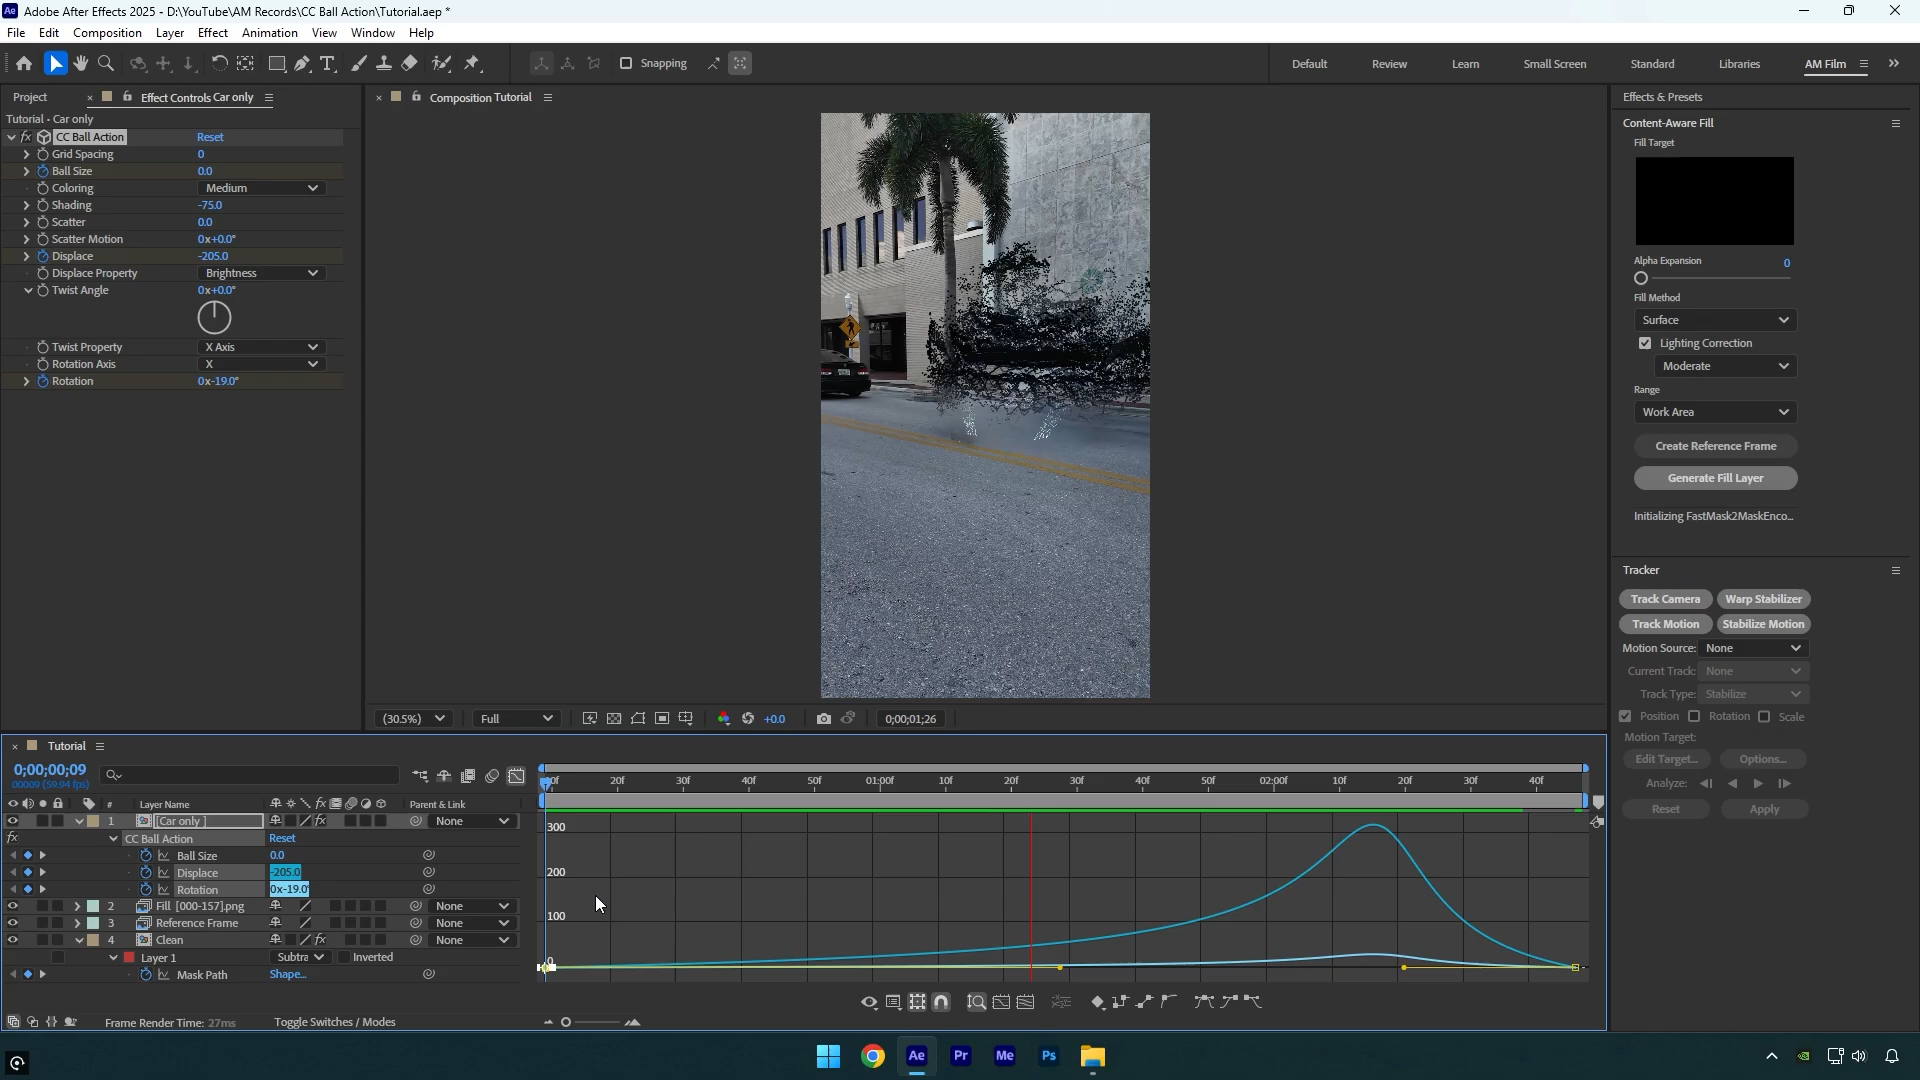 Adobe After Effects 2025 - D:\YouTube\AM Records\CC Ball Action\Tutorial.aep *
File Edit Composition Layer Effect Animation View Window Help
Snapping
Default Review Learn Small Screen Standard Libraries AM Film
Project
Effect Controls Car only
Tutorial - Car only
CC Ball Action Reset
Grid Spacing 0
Ball Size 0.0
Coloring Medium
Shading -75.0
Scatter 0.0
Scatter Motion 0x+0.0°
Displace -205.0
Displace Property Brightness
Twist Angle 0x+0.0°
Twist Property X Axis
Rotation Axis X
Rotation 0x-19.0°
Composition Tutorial
(30.5%) Full +0.0 0;00;01;26
Effects & Presets
Content-Aware Fill
Fill Target
Alpha Expansion 0
Fill Method
Surface
Lighting Correction
Moderate
Range
Work Area
Create Reference Frame
Generate Fill Layer
Initializing FastMask2MaskEnco...
Tracker
Track Camera Warp Stabilizer
Track Motion Stabilize Motion
Motion Source: None
Current Track: None
Track Type: Stabilize
Position Rotation Scale
Motion Target:
Edit Target... Options...
Analyze:
Reset Apply
Tutorial
0;00;00;09
00009 (59.94 fps)
# Layer Name Parent & Link
1 [Car only ] None
CC Ball Action Reset
Ball Size 0.0
Displace -205.0
Rotation 0x-19.0°
2 Fill [000-157].png None
3 Reference Frame None
4 Clean None
Layer 1 Subtra Inverted
Mask Path Shape...
20f 30f 40f 50f 01:00f 10f 20f 30f 40f 50f 02:00f 10f 20f 30f 40f
300
200
100
0
Frame Render Time: 27ms Toggle Switches / Modes
Ae Pr Me Ps